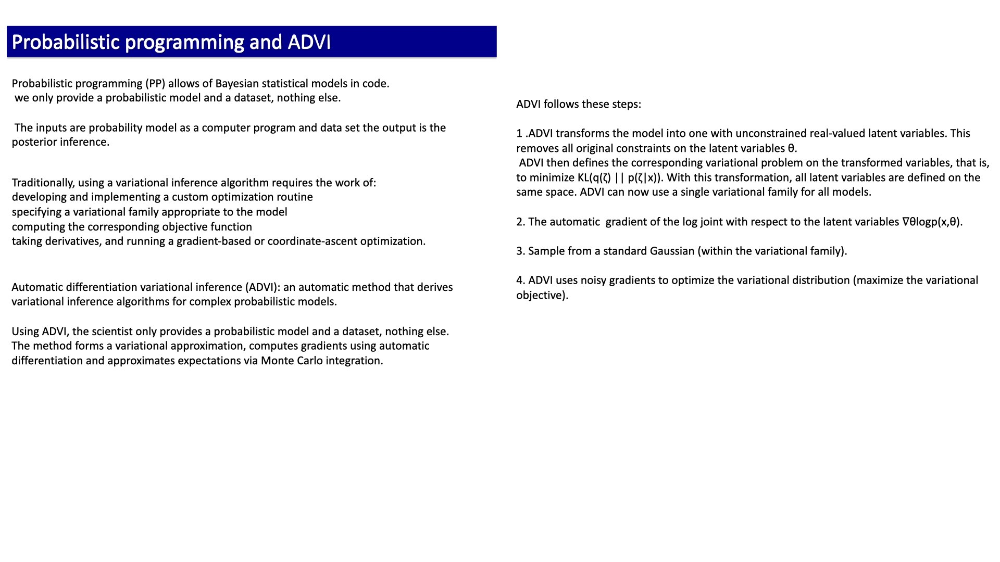 Probabilistic programming and ADVI
Probabilistic programming (PP) allows of Bayesian statistical models in code.
we only provide a probabilistic model and a dataset, nothing else.
The inputs are probability model as a computer program and data set the output is the
posterior inference.
Traditionally, using a variational inference algorithm requires the work of:
developing and implementing a custom optimization routine
specifying a variational family appropriate to the model
computing the corresponding objective function
taking derivatives, and running a gradient-based or coordinate-ascent optimization.
Automatic differentiation variational inference (ADVI): an automatic method that derives
variational inference algorithms for complex probabilistic models.
Using ADVI, the scientist only provides a probabilistic model and a dataset, nothing else.
The method forms a variational approximation, computes gradients using automatic
differentiation and approximates expectations via Monte Carlo integration.
ADVI follows these steps:
1 .ADVI transforms the model into one with unconstrained real-valued latent variables. This
removes all original constraints on the latent variables θ.
ADVI then defines the corresponding variational problem on the transformed variables, that is,
to minimize KL(q(ζ) || p(ζ|x)). With this transformation, all latent variables are defined on the
same space. ADVI can now use a single variational family for all models.
2. The automatic  gradient of the log joint with respect to the latent variables ∇θlogp(x,θ).
3. Sample from a standard Gaussian (within the variational family).
4. ADVI uses noisy gradients to optimize the variational distribution (maximize the variational
objective).